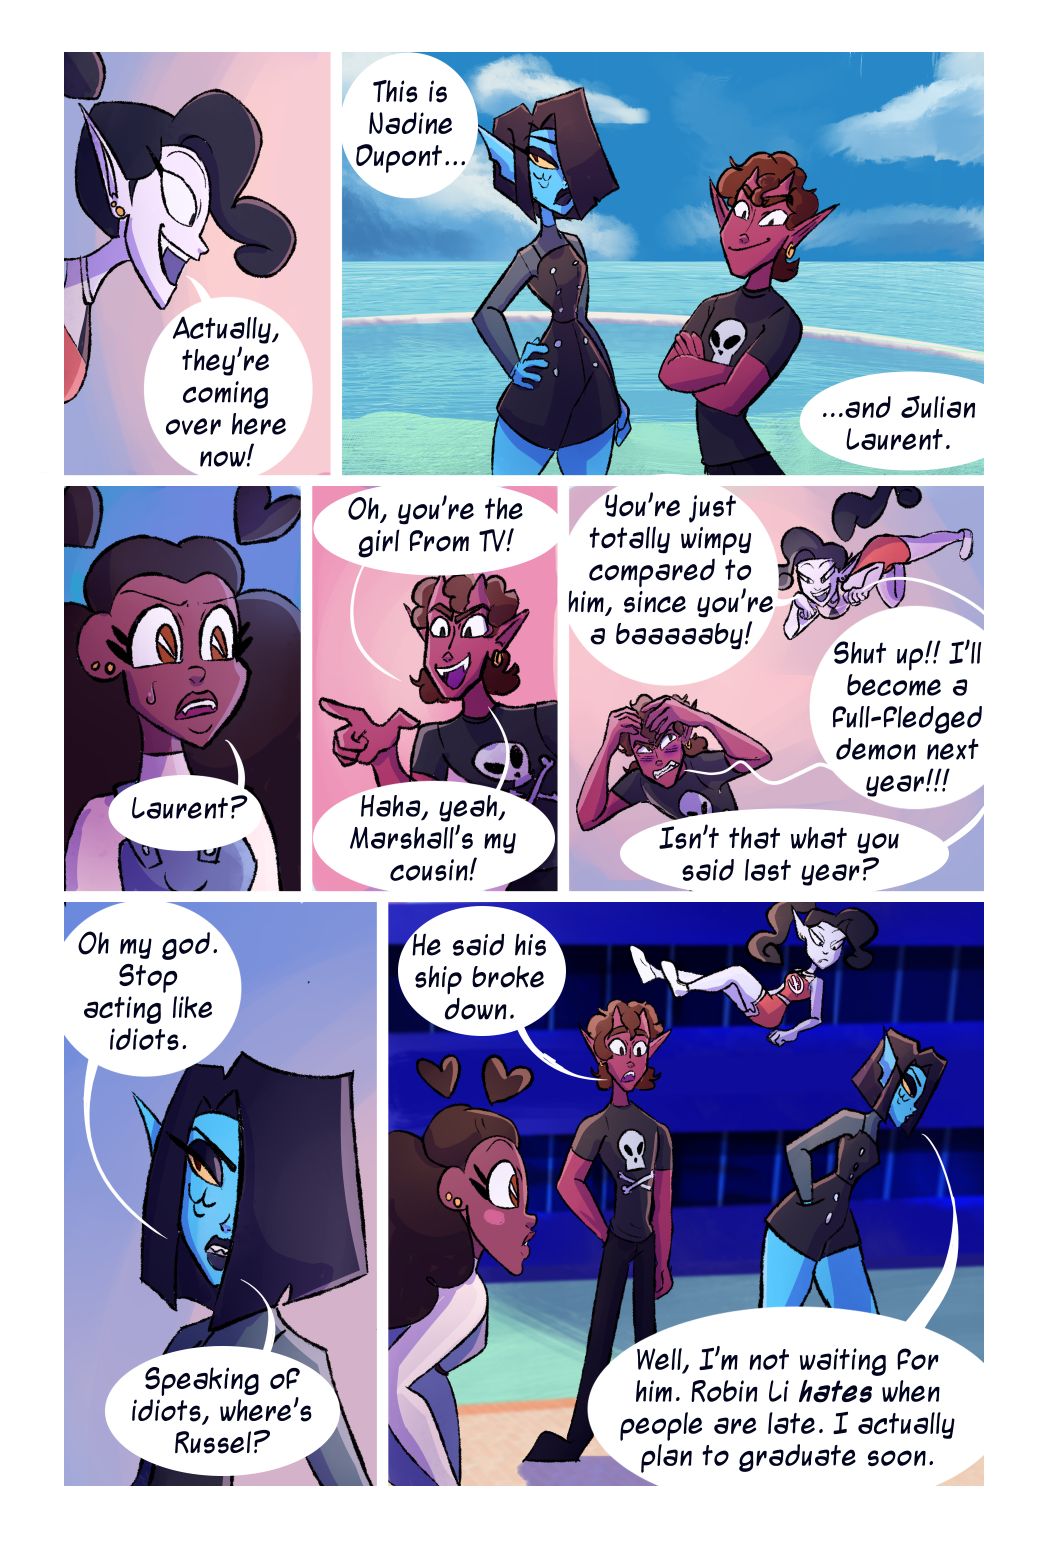 Actually,
they're
coming
over here
now!
This is
Nadine
Dupont...
...and Julian
Laurent.
Laurent?
Oh, you're the
girl from TV!
Haha, yeah,
Marshall's my
cousin!
You're just
totally wimpy
compared to
him, since you're
a baaaaaby!
Shut up!! I'll
become a
full-fledged
demon next
year!!!
Isn't that what you
said last year?
Oh my god.
Stop
acting like
idiots.
Speaking of
idiots, where's
Russel?
He said his
ship broke
down.
Well, I'm not waiting for
him. Robin Li hates when
people are late. I actually
plan to graduate soon.